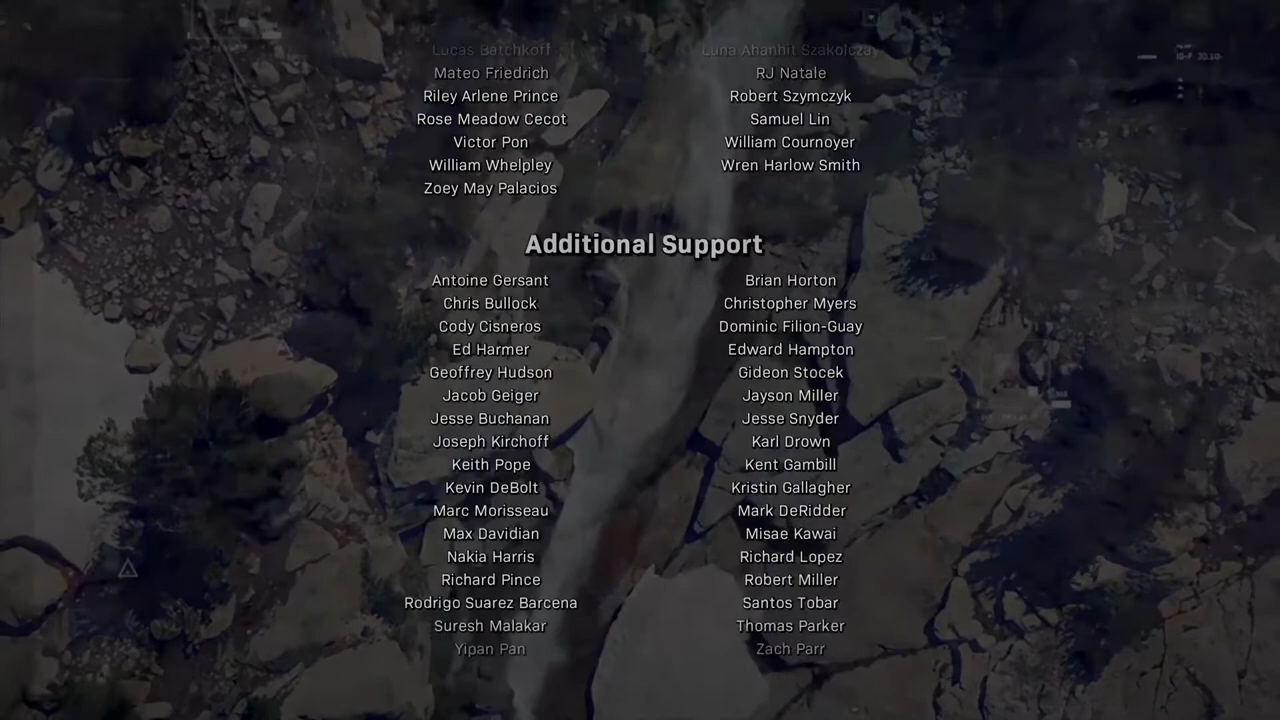 Lucas Batchkoff Luna Ahanhit Szakolczay
Mateo Friedrich RJ Natale
Riley Arlene Prince Robert Szymczyk
Rose Meadow Cecot Samuel Lin
Victor Pon William Cournoyer
William Whelpley Wren Harlow Smith
Zoey May Palacios
Additional Support
Antoine Gersant Brian Horton
Chris Bullock Christopher Myers
Cody Cisneros Dominic Filion-Guay
Ed Harmer Edward Hampton
Geoffrey Hudson Gideon Stocek
Jacob Geiger Jayson Miller
Jesse Buchanan Jesse Snyder
Joseph Kirchoff Karl Drown
Keith Pope Kent Gambill
Kevin DeBolt Kristin Gallagher
Marc Morisseau Mark DeRidder
Max Davidian Misae Kawai
Nakia Harris Richard Lopez
Richard Pince Robert Miller
Rodrigo Suarez Barcena Santos Tobar
Suresh Malakar Thomas Parker
Yipan Pan Zach Parr